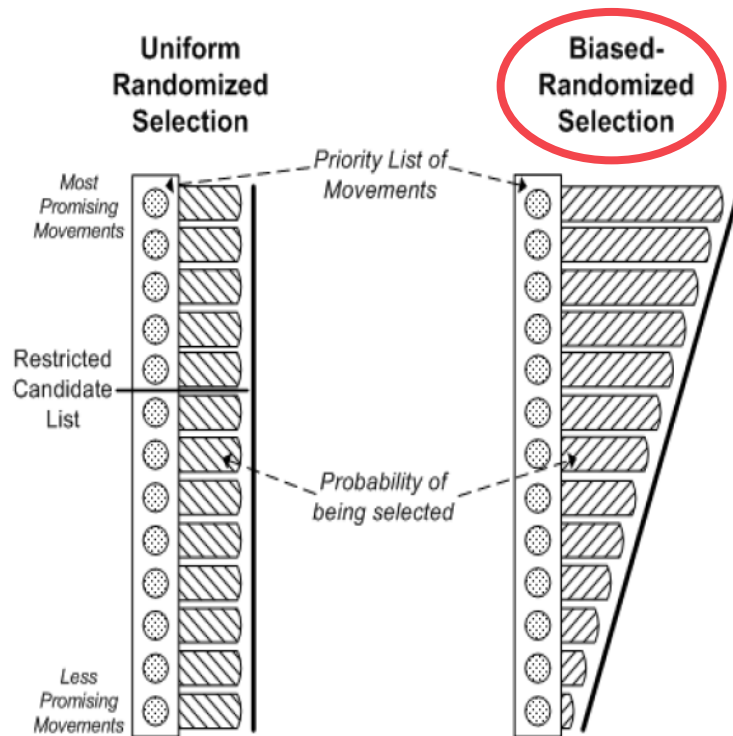 Uniform
Randomized
Selection
Biased-
Randomized
Selection
Priority List of
Movements
Most
Promising
Movements
Restricted
Candidate
List
Probability of
being selected
Less
Promising
Movements